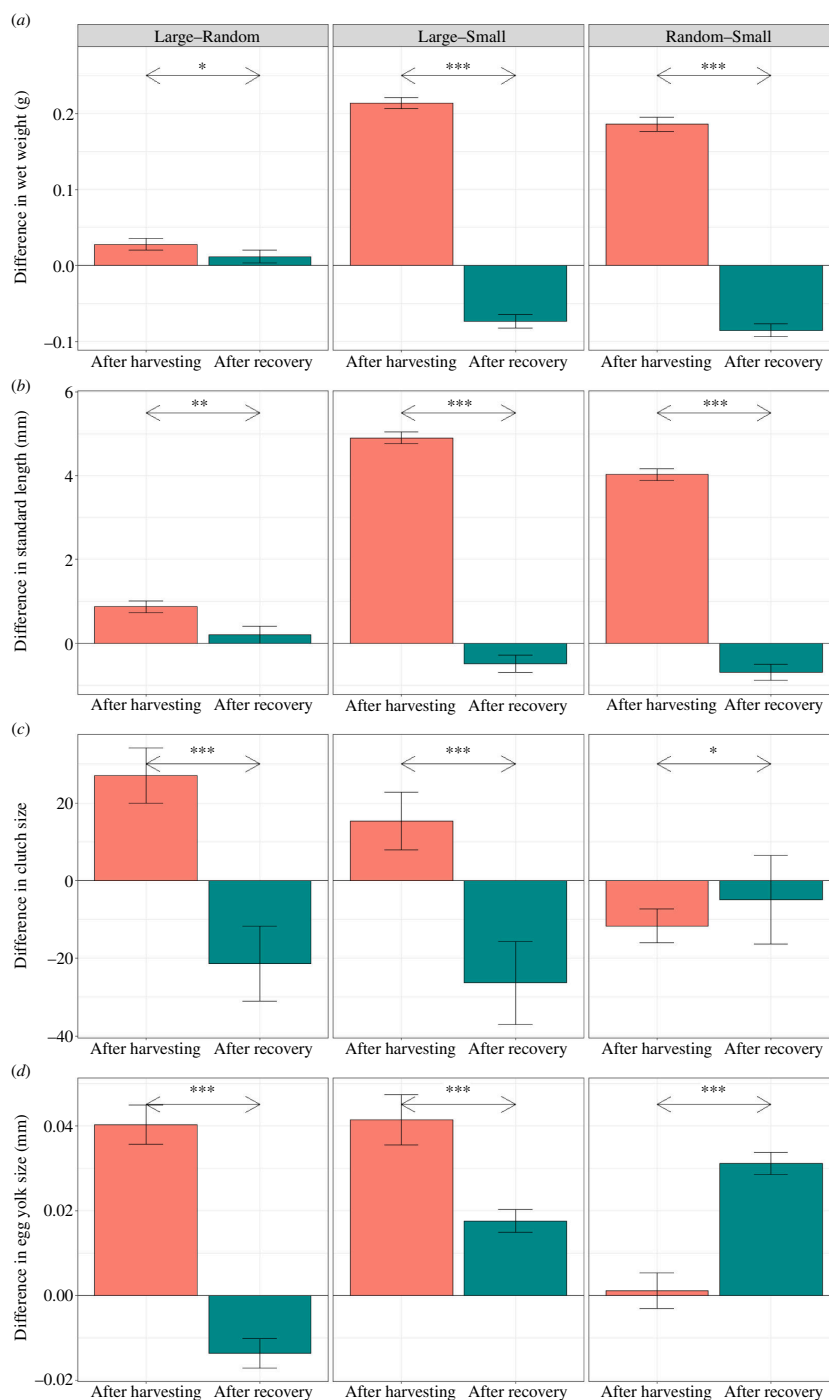 (a)
Large–Random Large–Small Random–Small
* *** ***
Difference in wet weight (g)
0.2
0.1
0.0
–0.1
After harvesting After recovery After harvesting After recovery After harvesting After recovery
(b)
** *** ***
Difference in standard length (mm)
6
4
2
0
After harvesting After recovery After harvesting After recovery After harvesting After recovery
(c)
*** *** *
Difference in clutch size
20
0
–20
–40
After harvesting After recovery After harvesting After recovery After harvesting After recovery
(d)
*** *** ***
Difference in egg yolk size (mm)
0.04
0.02
0.00
–0.02
After harvesting After recovery After harvesting After recovery After harvesting After recovery